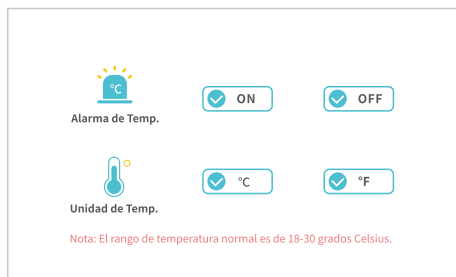 °C
ON
OFF
Alarma de Temp.
°C
°F
Unidad de Temp.
Nota: El rango de temperatura normal es de 18-30 grados Celsius.